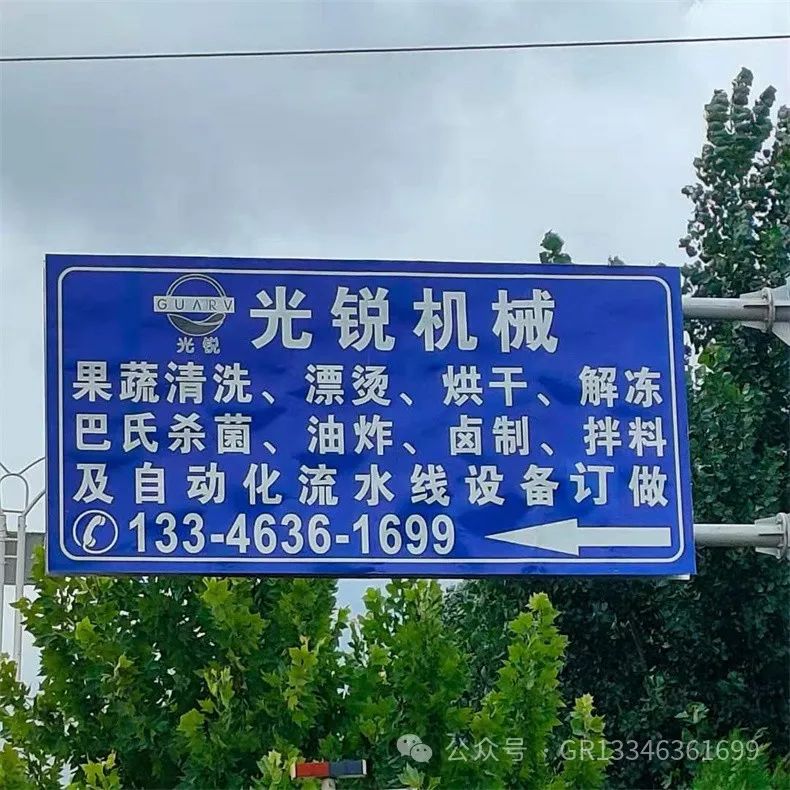 GUARV
光锐
光锐机械
果蔬清洗、漂烫、烘干、解冻
巴氏杀菌、油炸、卤制、拌料
及自动化流水线设备订做
133-4636-1699
公众号·GR13346361699